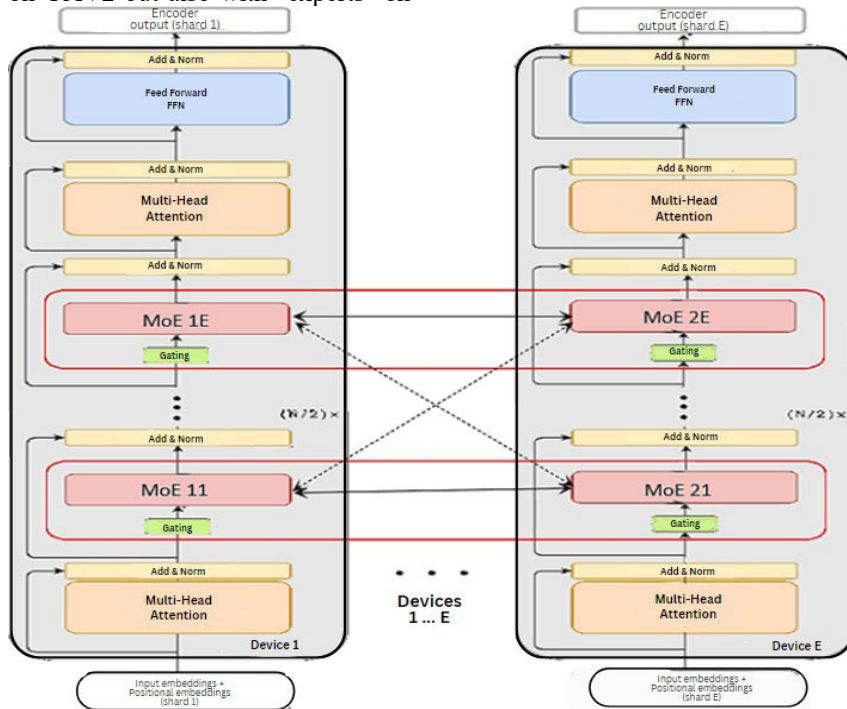 but also with
Encoder
output (shard 1)
Add & Norm
Feed Forward
FFN
Add & Norm
Multi-Head
Attention
Add & Norm
MoE 1E
Gating
(N/2)×
Add & Norm
MoE 11
Gating
Add & Norm
Multi-Head
Attention
Device 1
Input embeddings +
Positional embeddings
(shard 1)
Devices
1 ... E
Encoder
output (shard E)
Add & Norm
Feed Forward
FFN
Add & Norm
Multi-Head
Attention
Add & Norm
MoE 2E
Gating
(N/2)×
Add & Norm
MoE 21
Gating
Add & Norm
Multi-Head
Attention
Device E
Input embeddings +
Positional embeddings
(shard E)